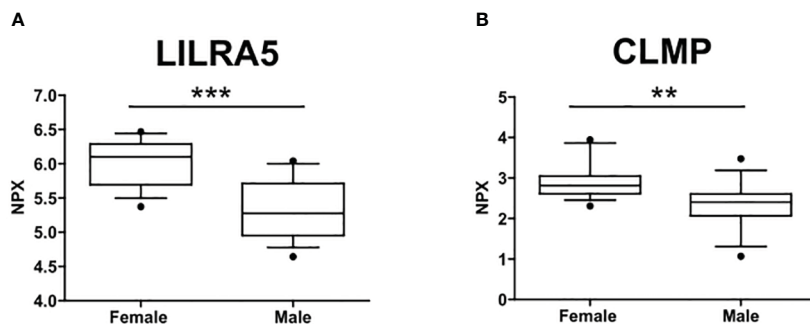 A
LILRA5
***
7.0
6.5
6.0
5.5
5.0
4.5
4.0
NPX
Female Male
B
CLMP
**
5
4
3
2
1
0
NPX
Female Male